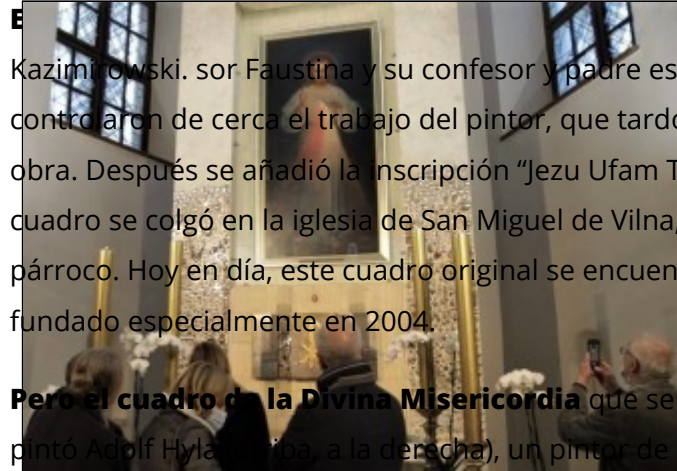 E
Kazimirowski. sor Faustina y su confesor y padre es
controlaron de cerca el trabajo del pintor, que tardó
obra. Después se añadió la inscripción “Jezu Ufam T
cuadro se colgó en la iglesia de San Miguel de Vilna,
párroco. Hoy en día, este cuadro original se encuen
fundado especialmente en 2004.
Pero el cuadro de la Divina Misericordia que se
pintó Adolf Hyla a la derecha), un pintor de